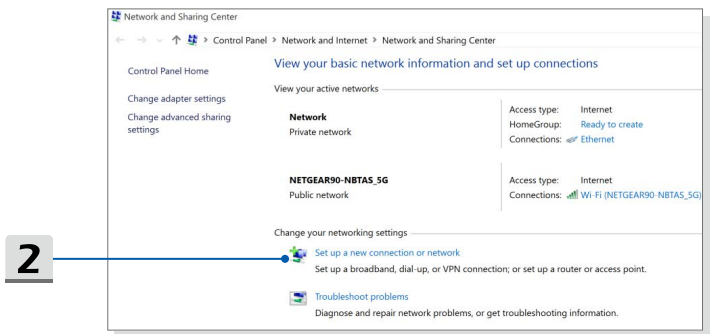 Network and Sharing Center
Control Panel > Network and Internet > Network and Sharing Center
Control Panel Home
Change adapter settings
Change advanced sharing
settings
View your basic network information and set up connections
View your active networks
Network
Private network
Access type: Internet
HomeGroup: Ready to create
Connections: Ethernet
NETGEAR90-NBTAS_5G
Public network
Access type: Internet
Connections: Wi-Fi (NETGEAR90-NBTAS_5G)
Change your networking settings
2
Set up a new connection or network
Set up a broadband, dial-up, or VPN connection; or set up a router or access point.
Troubleshoot problems
Diagnose and repair network problems, or get troubleshooting information.